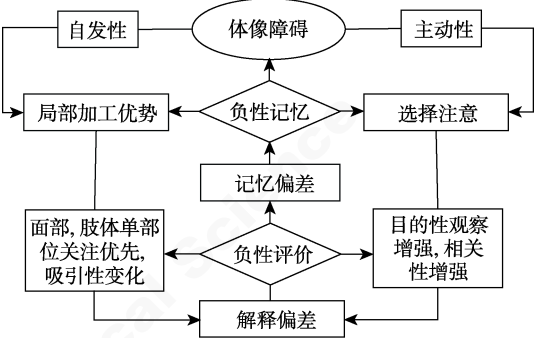 自发性
体像障碍
主动性
局部加工优势
负性记忆
选择注意
记忆偏差
面部, 肢体单部
位关注优先,
吸引性变化
负性评价
目的性观察
增强, 相关
性增强
解释偏差